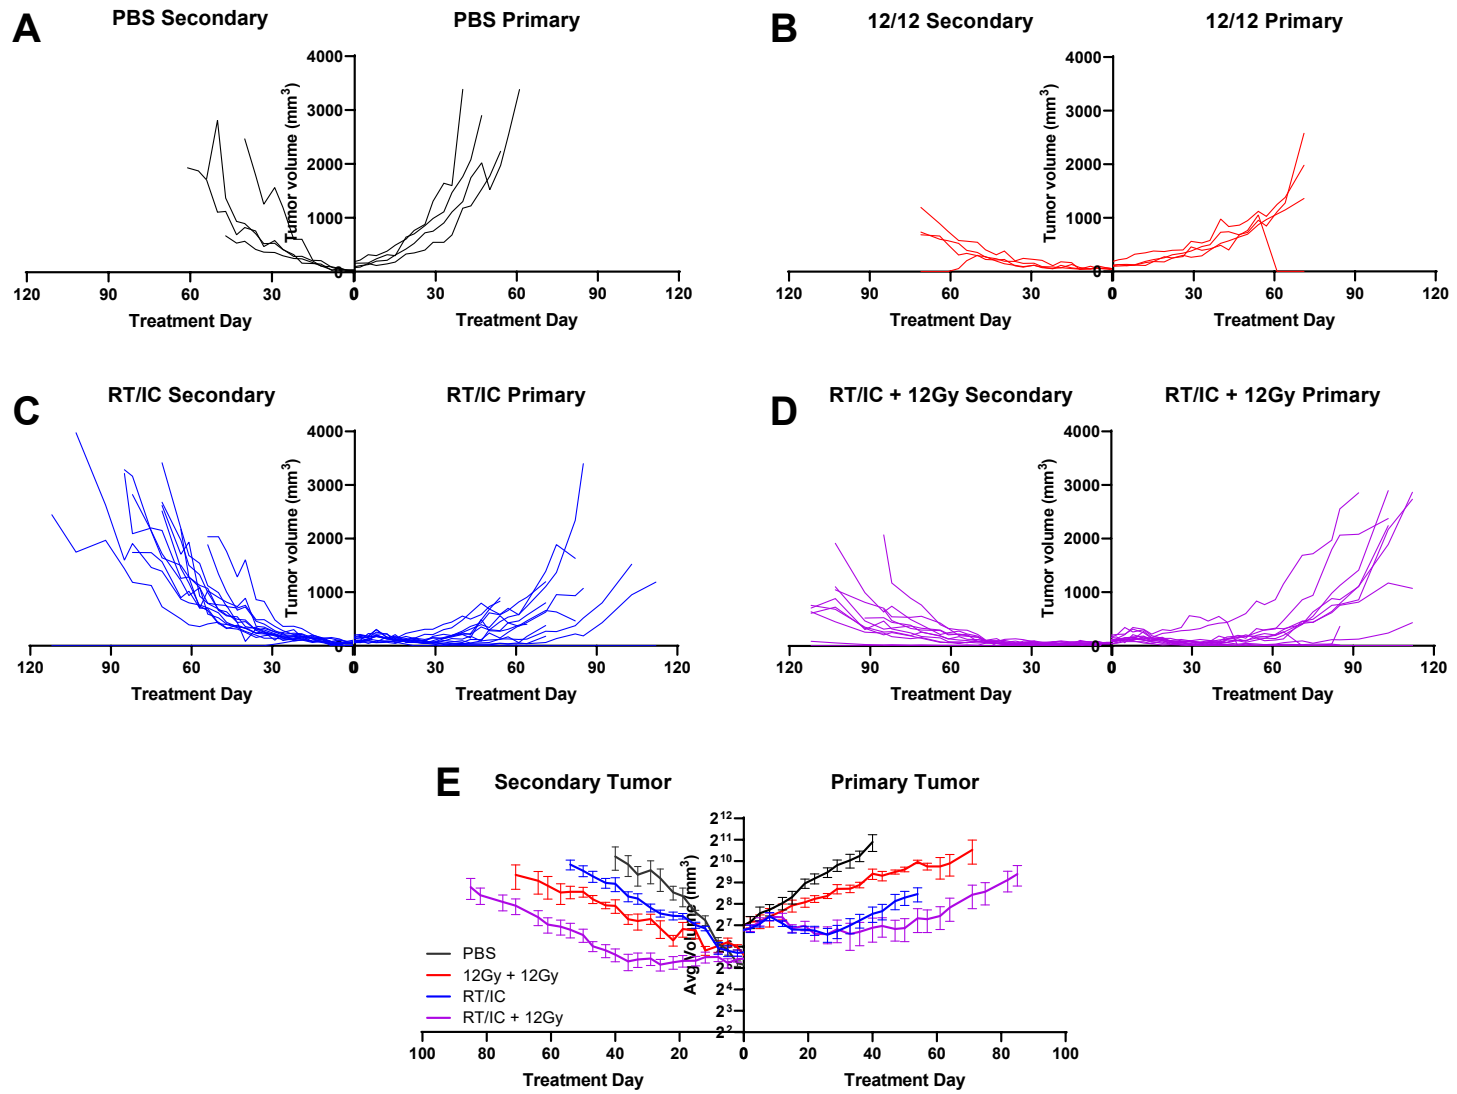 A
PBS Secondary
PBS Primary
Tumor volume (mm³)
4000
3000
2000
1000
0
120 90 60 30 0 0 30 60 90 120
Treatment Day
Treatment Day
B
12/12 Secondary
12/12 Primary
Tumor volume (mm³)
4000
3000
2000
1000
0
120 90 60 30 0 0 30 60 90 120
Treatment Day
Treatment Day
C
RT/IC Secondary
RT/IC Primary
Tumor volume (mm³)
4000
3000
2000
1000
0
120 90 60 30 0 0 30 60 90 120
Treatment Day
Treatment Day
D
RT/IC + 12Gy Secondary
RT/IC + 12Gy Primary
Tumor volume (mm³)
4000
3000
2000
1000
0
120 90 60 30 0 0 30 60 90 120
Treatment Day
Treatment Day
E
Secondary Tumor
Primary Tumor
Avg Volume (mm³)
2¹²
2¹¹
2¹⁰
2⁹
2⁸
2⁷
2⁶
2⁵
2⁴
2³
2²
PBS
12Gy + 12Gy
RT/IC
RT/IC + 12Gy
100 80 60 40 20 0 20 40 60 80 100
Treatment Day
Treatment Day